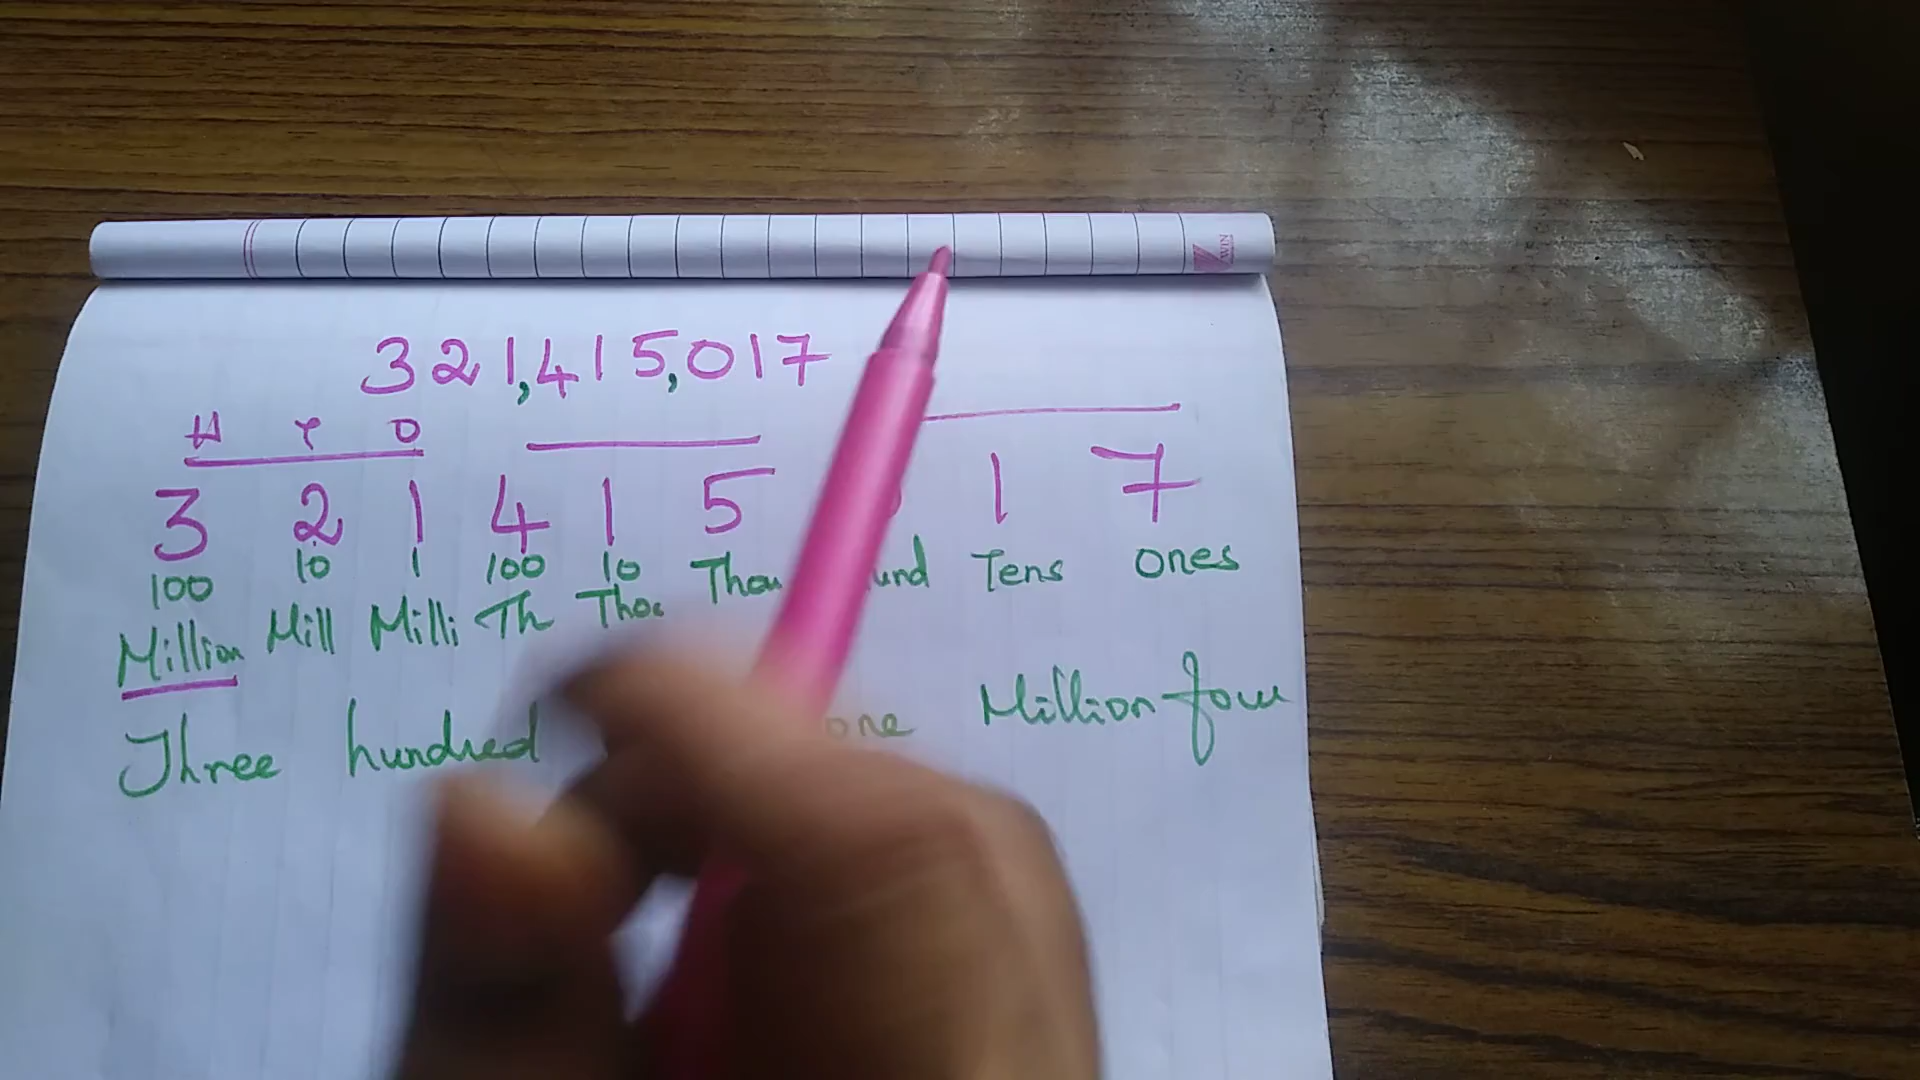 321,415,017
H T O
3 2 1 4 1 5 1 7
100 10 1 100 10 Thou und Tens ones
Million Mill Milli Th Thou
Three hundred one Million four
WIN